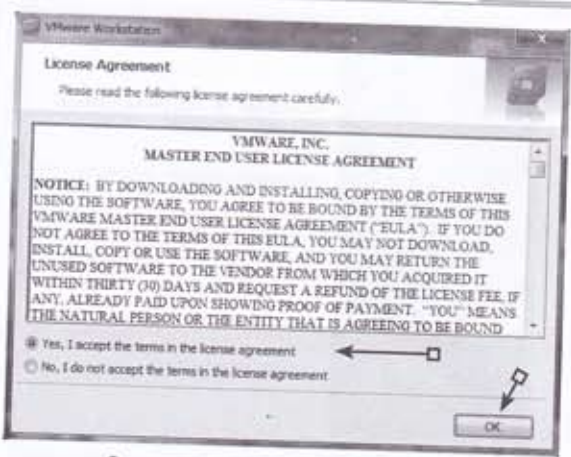 VMware Workstation
License Agreement
Please read the following license agreement carefully.
VMWARE, INC.
MASTER END USER LICENSE AGREEMENT
NOTICE: BY DOWNLOADING AND INSTALLING, COPYING OR OTHERWISE
USING THE SOFTWARE, YOU AGREE TO BE BOUND BY THE TERMS OF THIS
VMWARE MASTER END USER LICENSE AGREEMENT ("EULA"). IF YOU DO
NOT AGREE TO THE TERMS OF THIS EULA, YOU MAY NOT DOWNLOAD,
INSTALL, COPY OR USE THE SOFTWARE, AND YOU MAY RETURN THE
UNUSED SOFTWARE TO THE VENDOR FROM WHICH YOU ACQUIRED IT
WITHIN THIRTY (30) DAYS AND REQUEST A REFUND OF THE LICENSE FEE, IF
ANY, ALREADY PAID UPON SHOWING PROOF OF PAYMENT. "YOU" MEANS
THE NATURAL PERSON OR THE ENTITY THAT IS AGREEING TO BE BOUND
Yes, I accept the terms in the license agreement
No, I do not accept the terms in the license agreement
OK